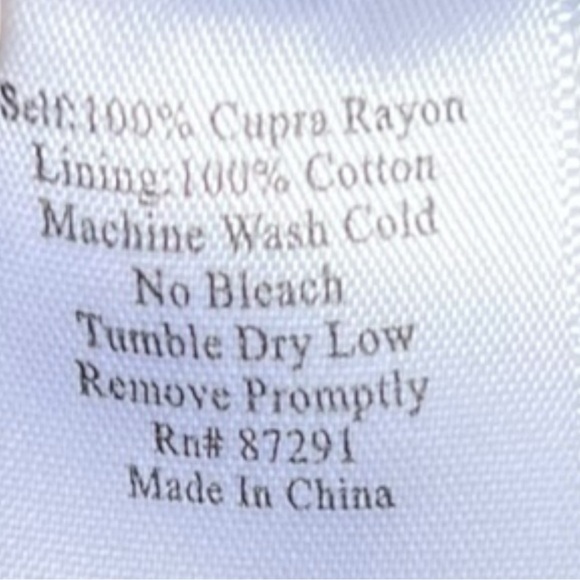 Self:100% Cupra Rayon
Lining:100% Cotton
Machine Wash Cold
No Bleach
Tumble Dry Low
Remove Promptly
Rn# 87291
Made In China